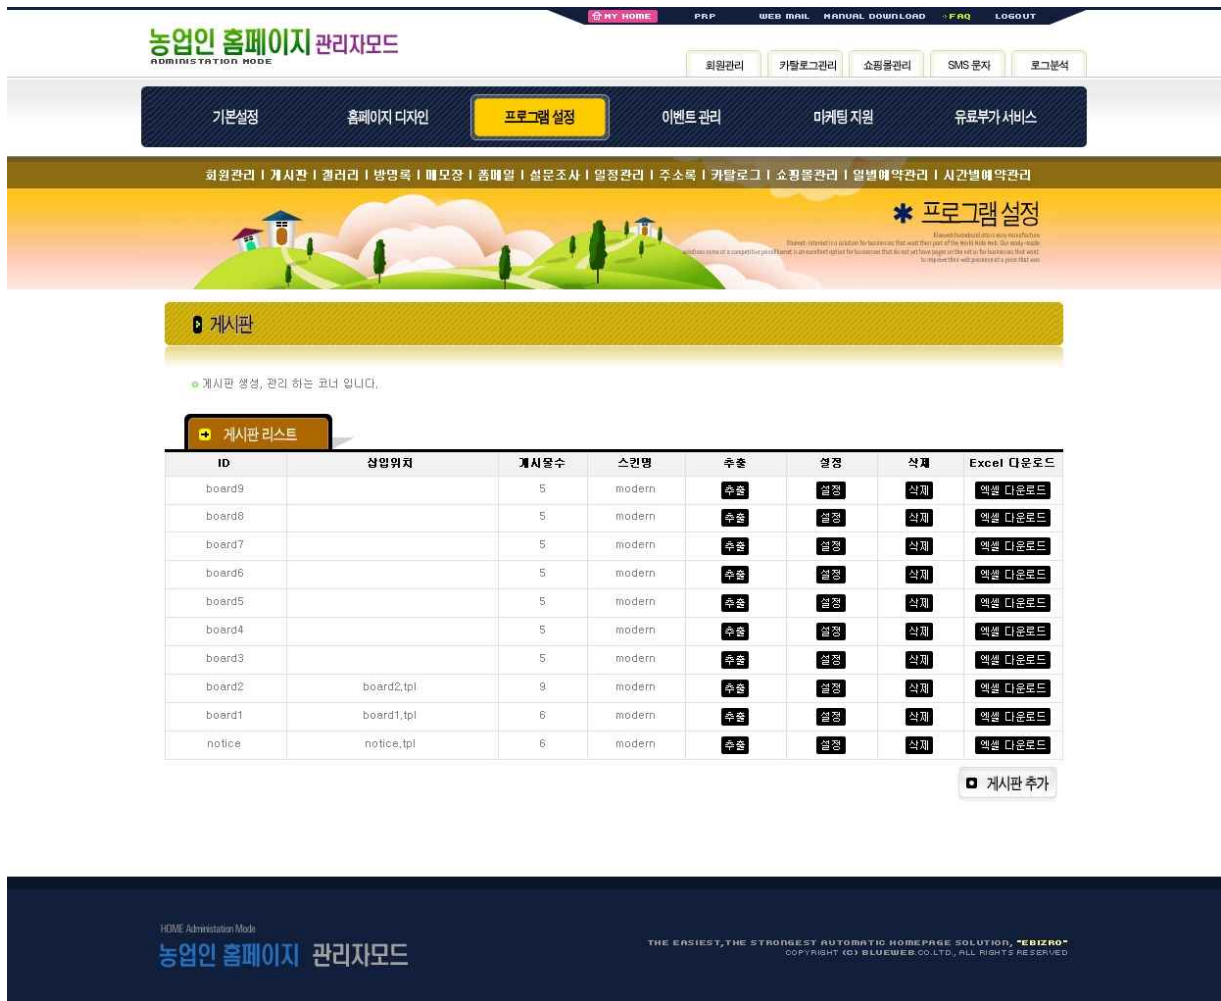 MY HOME PRP WEB MAIL MANUAL DOWNLOAD FAQ LOGOUT
농업인 홈페이지 관리자모드
ADMINISTATION MODE
회원관리 카탈로그관리 쇼핑몰관리 SMS 문자 로그분석
기본설정 홈페이지 디자인 프로그램 설정 이벤트 관리 마케팅 지원 유료부가 서비스
회원관리 | 게시판 | 갤러리 | 방명록 | 메모장 | 폼메일 | 설문조사 | 일정관리 | 주소록 | 카탈로그 | 쇼핑몰관리 | 일별예약관리 | 시간별예약관리
프로그램 설정
게시판
게시판 생성, 관리 하는 코너 입니다.
게시판 리스트
ID 삽입위치 게시물수 스킨명 추출 설정 삭제 Excel 다운로드
board9 5 modern 추출 설정 삭제 엑셀 다운로드
board8 5 modern 추출 설정 삭제 엑셀 다운로드
board7 5 modern 추출 설정 삭제 엑셀 다운로드
board6 5 modern 추출 설정 삭제 엑셀 다운로드
board5 5 modern 추출 설정 삭제 엑셀 다운로드
board4 5 modern 추출 설정 삭제 엑셀 다운로드
board3 5 modern 추출 설정 삭제 엑셀 다운로드
board2 board2,tpl 9 modern 추출 설정 삭제 엑셀 다운로드
board1 board1,tpl 6 modern 추출 설정 삭제 엑셀 다운로드
notice notice,tpl 6 modern 추출 설정 삭제 엑셀 다운로드
게시판 추가
HOME Administation Mode
농업인 홈페이지 관리자모드
THE EASIEST,THE STRONGEST AUTOMATIC HOMEPAGE SOLUTION, "EBIZRO"
COPYRIGHT (C) BLUEWEB.CO.LTD., ALL RIGHTS RESERVED